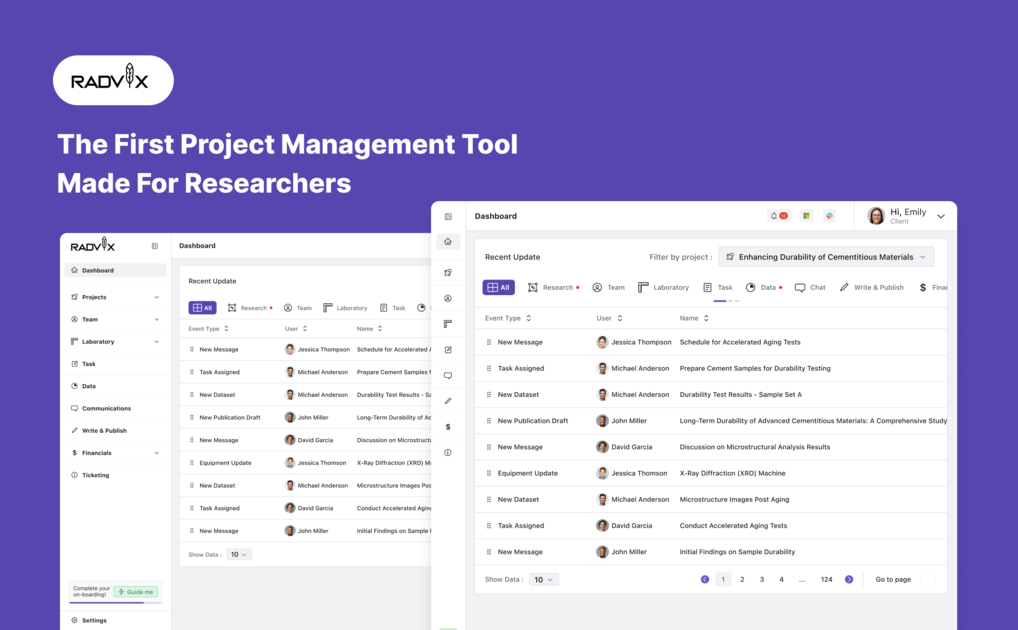 RADVIX
The First Project Management Tool
Made For Researchers
RADVIX
Dashboard
Dashboard
Projects
Team
Laboratory
Task
Data
Communications
Write & Publish
Financials
Ticketing
Complete your
on-boarding!
Guide me
Settings
Dashboard
Recent Update
All Research Team Laboratory Task
Event Type User Name
New Message Jessica Thompson Schedule for Accelerated
Task Assigned Michael Anderson Prepare Cement Samples for
New Dataset Michael Anderson Durability Test Results - Sa
New Publication Draft John Miller Long-Term Durability of Ad
New Message David Garcia Discussion on Microstructu
Equipment Update Jessica Thomson X-Ray Diffraction (XRD) M
New Dataset Michael Anderson Microstructure Images Pos
Task Assigned David Garcia Conduct Accelerated Aging
New Message John Miller Initial Findings on Sample
Show Data : 10
Dashboard
12
Hi, Emily
Client
Recent Update
Filter by project : Enhancing Durability of Cementitious Materials
All Research Team Laboratory Task Data Chat Write & Publish $ Finan
Event Type User Name
New Message Jessica Thompson Schedule for Accelerated Aging Tests
Task Assigned Michael Anderson Prepare Cement Samples for Durability Testing
New Dataset Michael Anderson Durability Test Results - Sample Set A
New Publication Draft John Miller Long-Term Durability of Advanced Cementitious Materials: A Comprehensive Study
New Message David Garcia Discussion on Microstructural Analysis Results
Equipment Update Jessica Thomson X-Ray Diffraction (XRD) Machine
New Dataset Michael Anderson Microstructure Images Post Aging
Task Assigned David Garcia Conduct Accelerated Aging Tests
New Message John Miller Initial Findings on Sample Durability
Show Data : 10
1 2 3 4 ... 124
Go to page